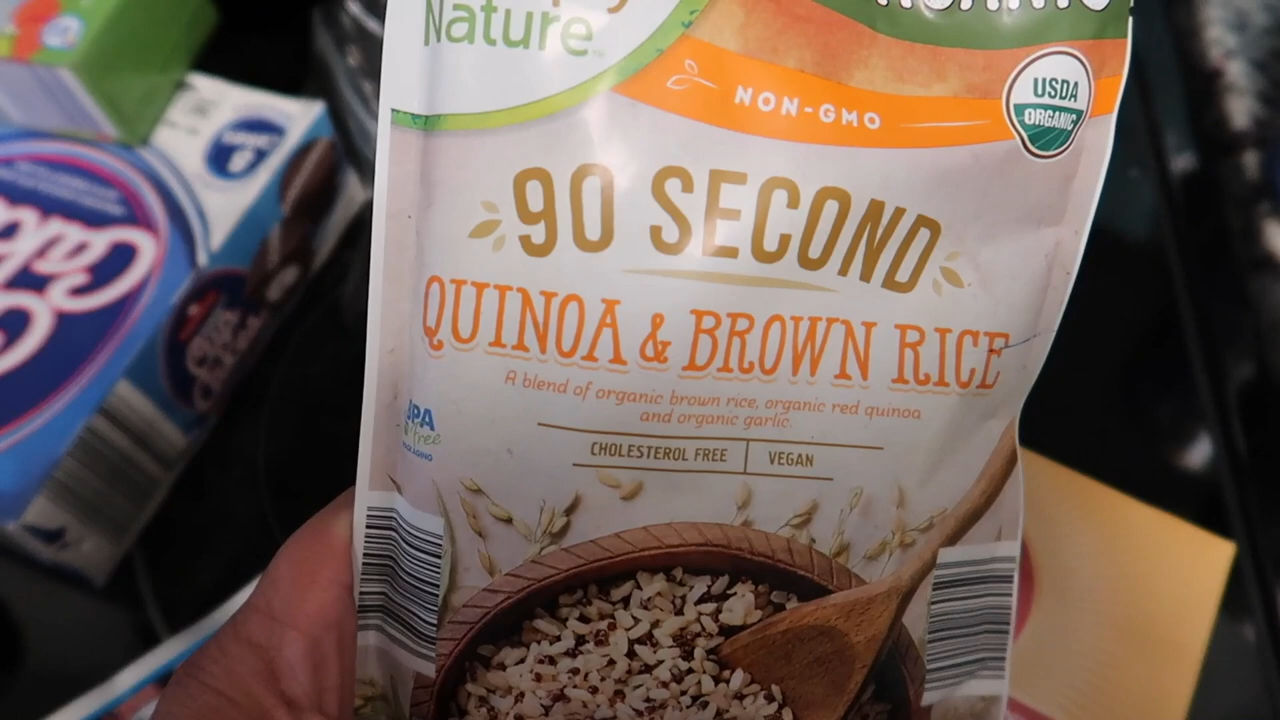 Nature
NON-GMO
USDA
ORGANIC
90 SECOND
QUINOA & BROWN RICE
A blend of organic brown rice, organic red quinoa
and organic garlic.
CHOLESTEROL FREE
VEGAN
free